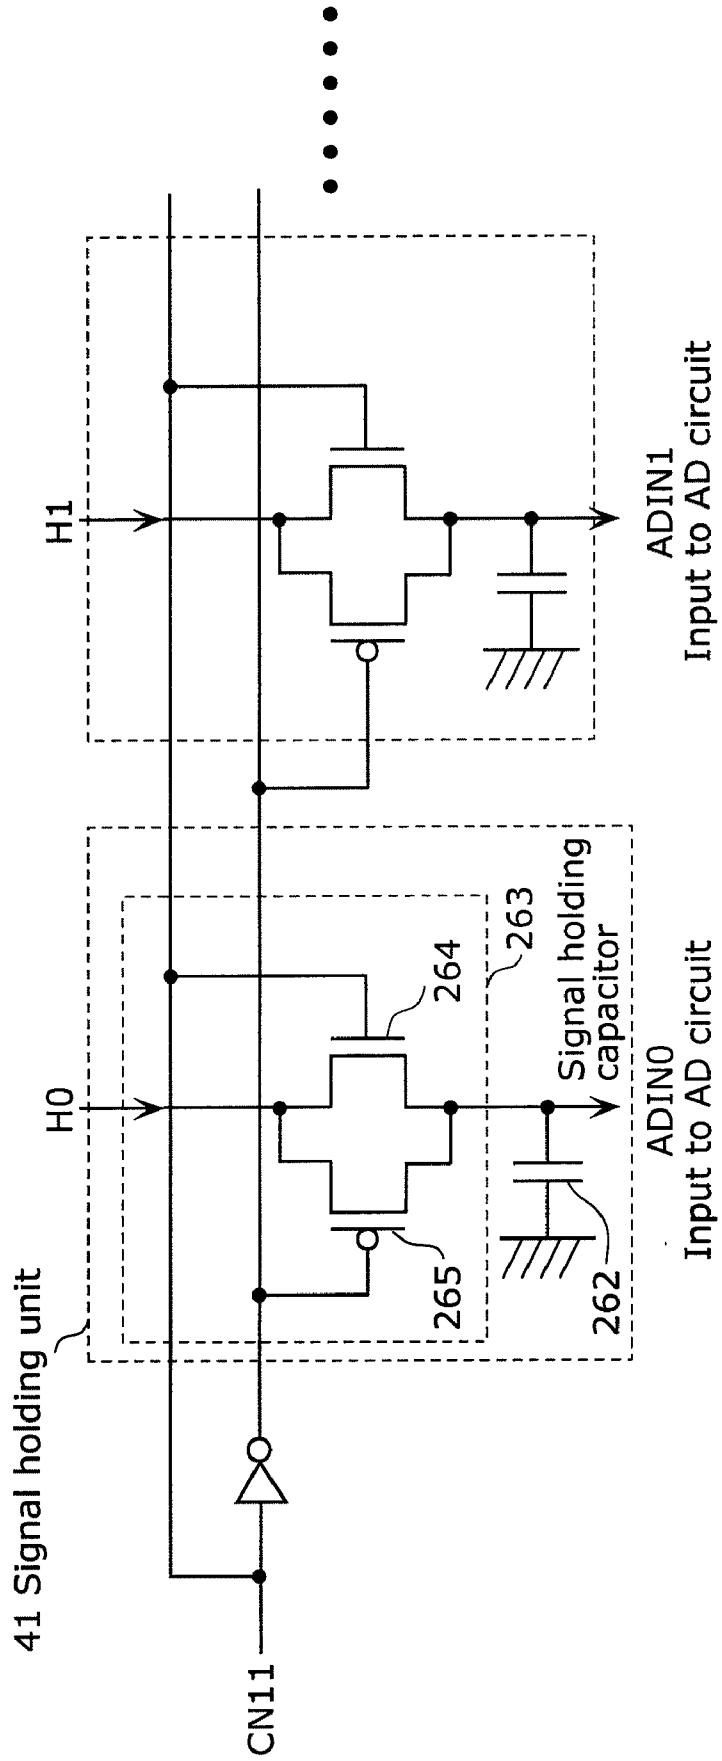 41 Signal holding unit
H0
H1
CN11
265
264
263
262
Signal holding
capacitor
ADIN0
Input to AD circuit
ADIN1
Input to AD circuit